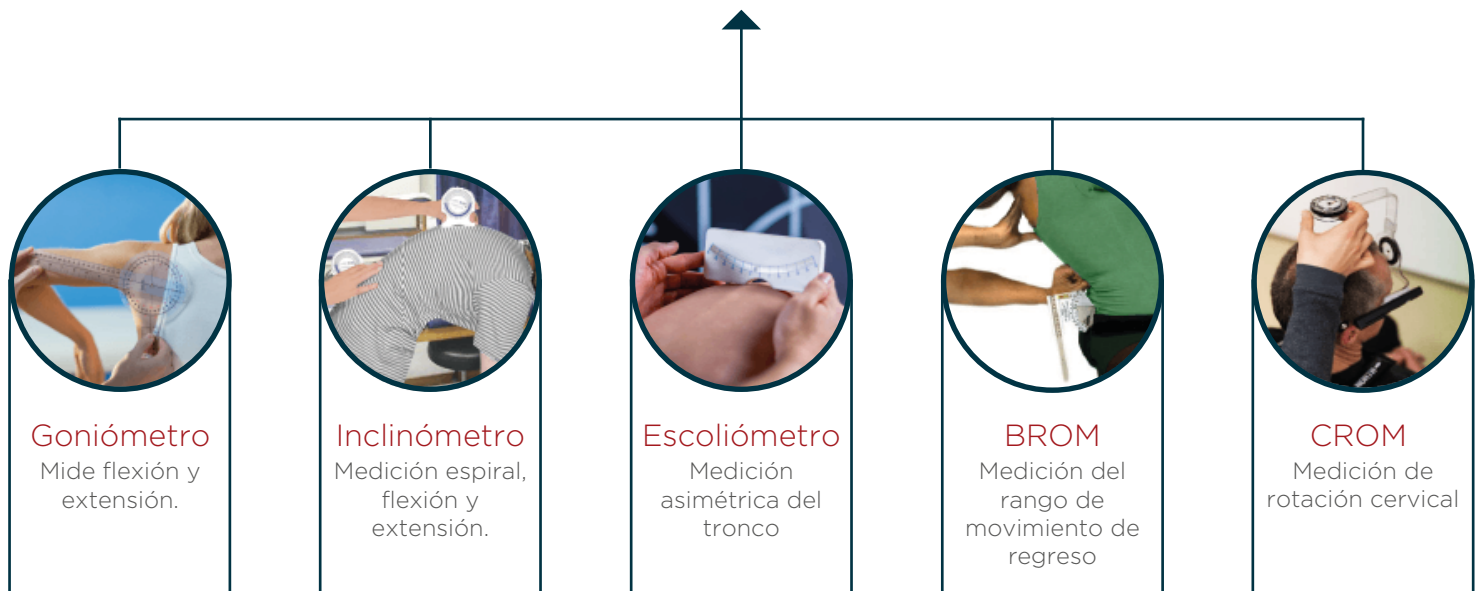 Goniómetro
Mide flexión y
extensión.
Inclinómetro
Medición espiral,
flexión y
extensión.
Escoliómetro
Medición
asimétrica del
tronco
BROM
Medición del
rango de
movimiento de
regreso
CROM
Medición de
rotación cervical